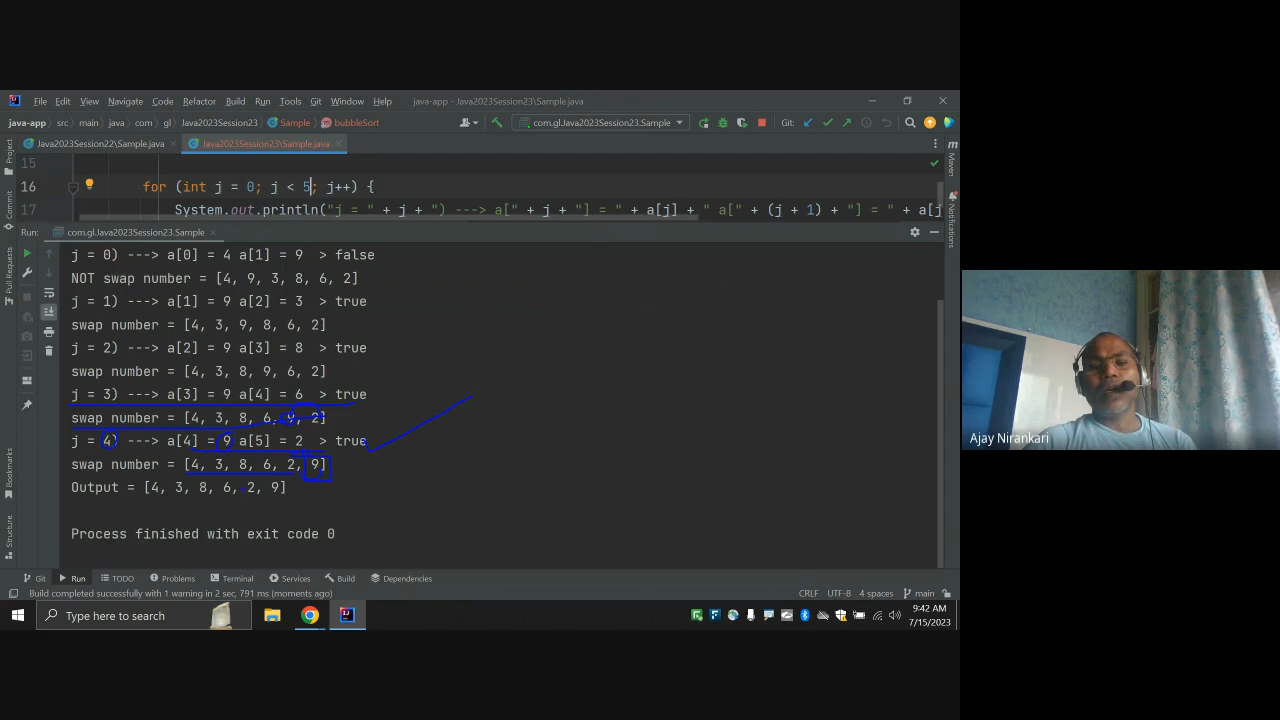 File Edit View Navigate Code Refactor Build Run Tools Git Window Help java-app - Java2023Session23\Sample.java
java-app src main java com gl Java2023Session23 Sample bubbleSort com.gl.Java2023Session23.Sample Git:
Java2023Session22\Sample.java Java2023Session23\Sample.java
Project
Commit
Pull Requests
Bookmarks
Structure
Maven
Notifications
15
16 for (int j = 0; j < 5; j++) {
17 System.out.println("j = " + j + ") ---> a[" + j + "] = " + a[j] + " a[" + (j + 1) + "] = " + a[j
Run: com.gl.Java2023Session23.Sample
j = 0) ---> a[0] = 4 a[1] = 9 > false
NOT swap number = [4, 9, 3, 8, 6, 2]
j = 1) ---> a[1] = 9 a[2] = 3 > true
swap number = [4, 3, 9, 8, 6, 2]
j = 2) ---> a[2] = 9 a[3] = 8 > true
swap number = [4, 3, 8, 9, 6, 2]
j = 3) ---> a[3] = 9 a[4] = 6 > true
swap number = [4, 3, 8, 6, 9, 2]
j = 4) ---> a[4] = 9 a[5] = 2 > true
swap number = [4, 3, 8, 6, 2, 9]
Output = [4, 3, 8, 6, 2, 9]
Process finished with exit code 0
Git Run TODO Problems Terminal Services Build Dependencies
Build completed successfully with 1 warning in 2 sec, 791 ms (moments ago) CRLF UTF-8 4 spaces main
Type here to search
9:42 AM
7/15/2023
Ajay Nirankari